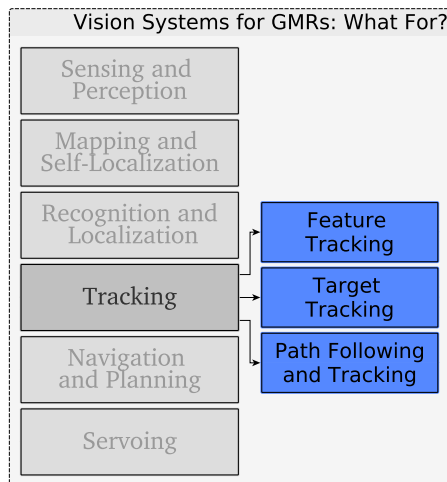 Vision Systems for GMRs: What For?
Sensing and
Perception
Mapping and
Self-Localization
Recognition and
Localization
Tracking
Navigation
and Planning
Servoing
Feature
Tracking
Target
Tracking
Path Following
and Tracking